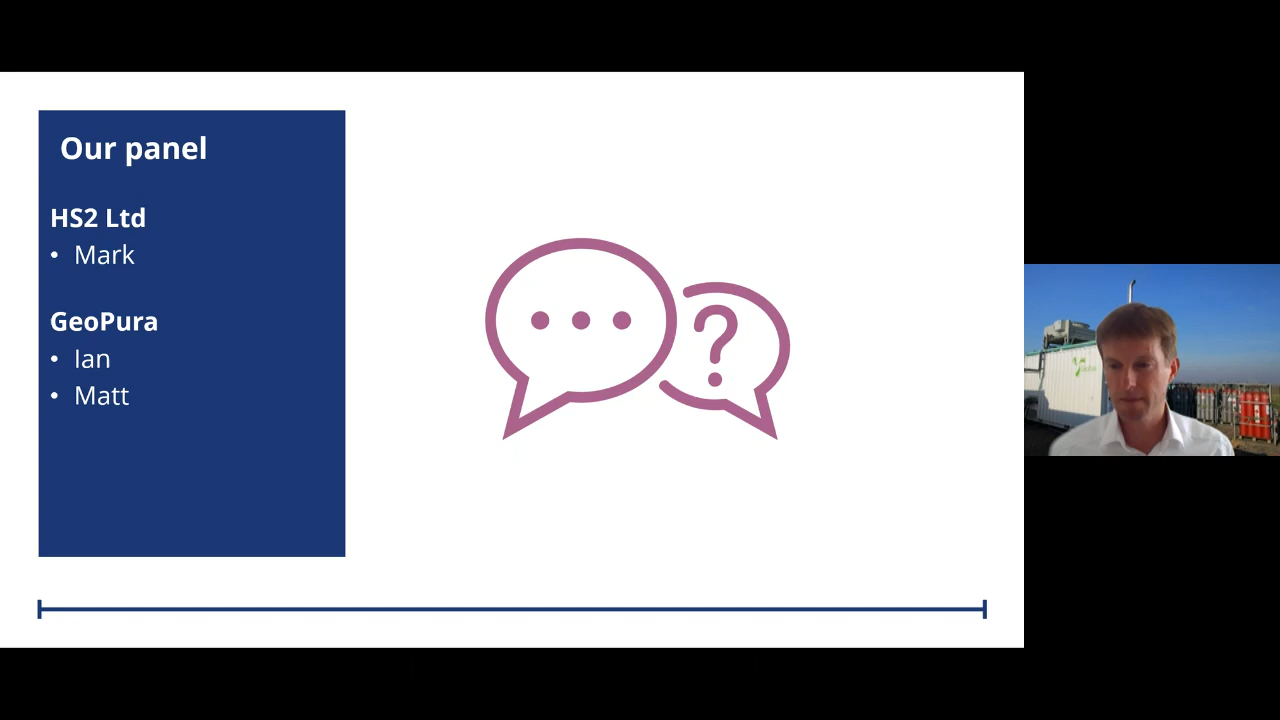 Our panel
HS2 Ltd
• Mark
GeoPura
• Ian
• Matt
?